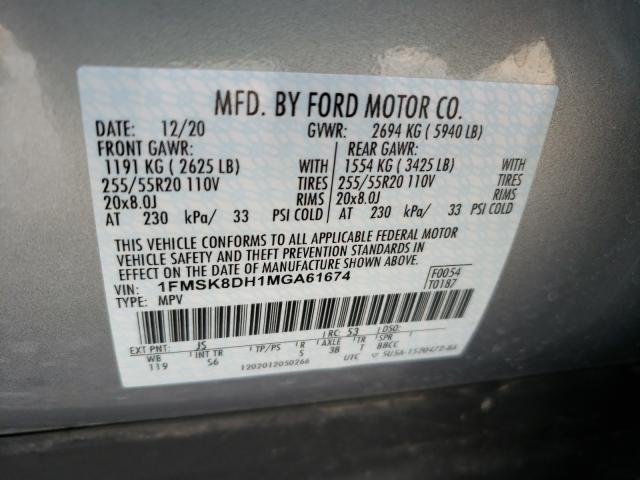 MFD. BY FORD MOTOR CO.
DATE: 12/20 GVWR: 2694 KG ( 5940 LB)
FRONT GAWR: REAR GAWR:
1191 KG ( 2625 LB) WITH 1554 KG ( 3425 LB) WITH
255/55R20 110V TIRES 255/55R20 110V TIRES
20x8.0J RIMS 20x8.0J RIMS
AT 230 kPa/ 33 PSI COLD AT 230 kPa/ 33 PSI COLD
THIS VEHICLE CONFORMS TO ALL APPLICABLE FEDERAL MOTOR
VEHICLE SAFETY AND THEFT PREVENTION STANDARDS IN
EFFECT ON THE DATE OF MANUFACTURE SHOWN ABOVE.
VIN: 1FMSK8DH1MGA61674 F0054
TYPE: MPV T0187
EXT PNT: JS RC: 53 DSO:
WB INT TR TP/PS R AXLE TR SPR
119 S6 S 3B T BBCC
1202012050266 UTC